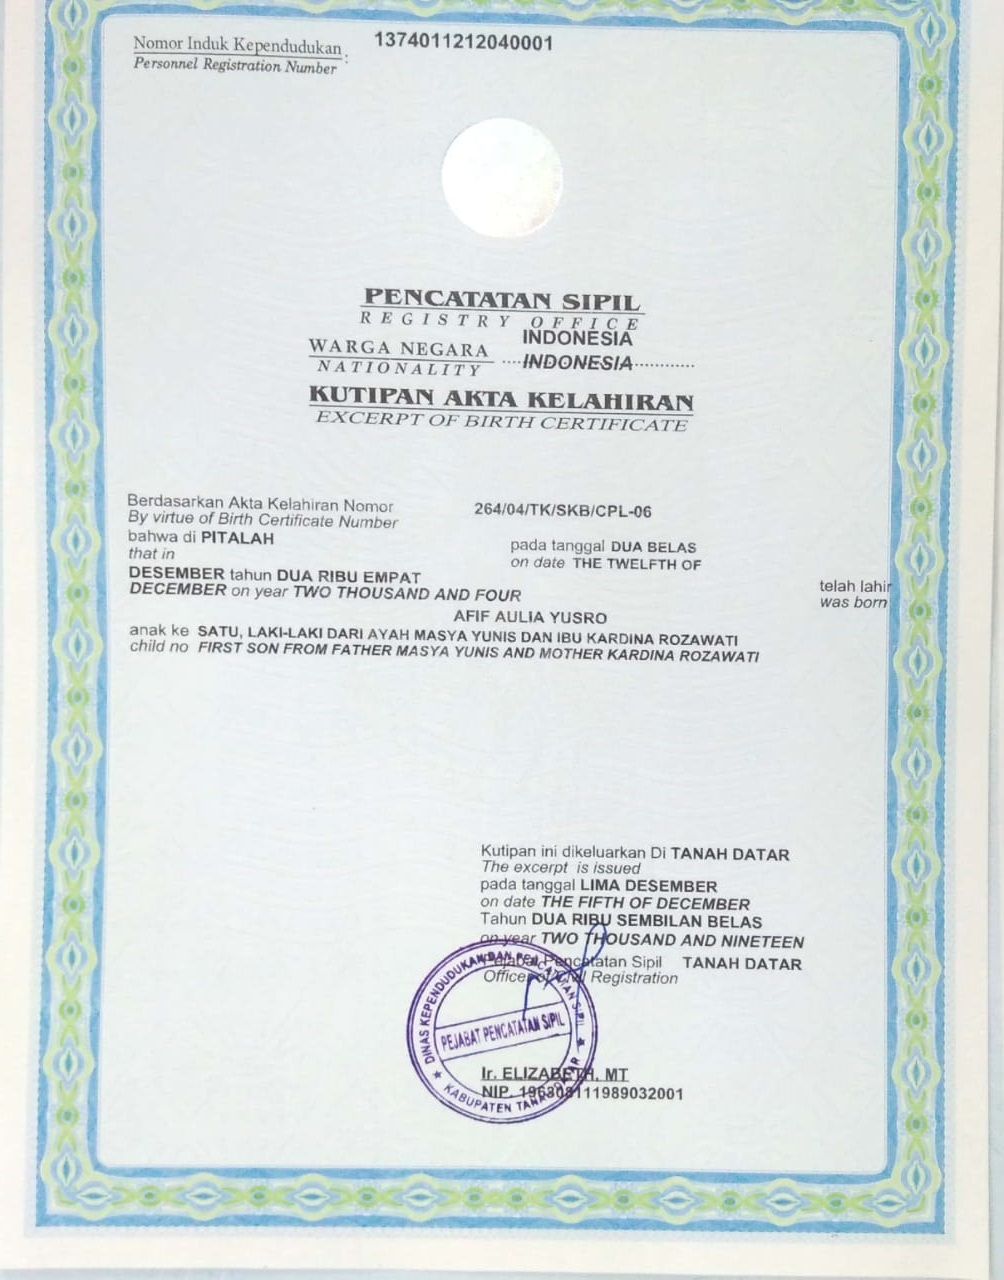 Nomor Induk Kependudukan : 1374011212040001
Personnel Registration Number
PENCATATAN SIPIL
REGISTRY OFFICE
INDONESIA
WARGA NEGARA
NATIONALITY
INDONESIA
KUTIPAN AKTA KELAHIRAN
EXCERPT OF BIRTH CERTIFICATE
Berdasarkan Akta Kelahiran Nomor 264/04/TK/SKB/CPL-06
By virtue of Birth Certificate Number
bahwa di PITALAH pada tanggal DUA BELAS
that in on date THE TWELFTH OF
DESEMBER tahun DUA RIBU EMPAT telah lahir
DECEMBER on year TWO THOUSAND AND FOUR was born
AFIF AULIA YUSRO
anak ke SATU, LAKI-LAKI DARI AYAH MASYA YUNIS DAN IBU KARDINA ROZAWATI
child no FIRST SON FROM FATHER MASYA YUNIS AND MOTHER KARDINA ROZAWATI
Kutipan ini dikeluarkan Di TANAH DATAR
The excerpt is issued
pada tanggal LIMA DESEMBER
on date THE FIFTH OF DECEMBER
Tahun DUA RIBU SEMBILAN BELAS
on year TWO THOUSAND AND NINETEEN
Pejabat Pencatatan Sipil TANAH DATAR
Officer of Civil Registration
DINAS KEPENDUDUKAN DAN PENCATATAN SIPIL
PEJABAT PENCATATAN SIPIL
KABUPATEN TANAH DATAR
Ir. ELIZABETH, MT
NIP. 196308111989032001